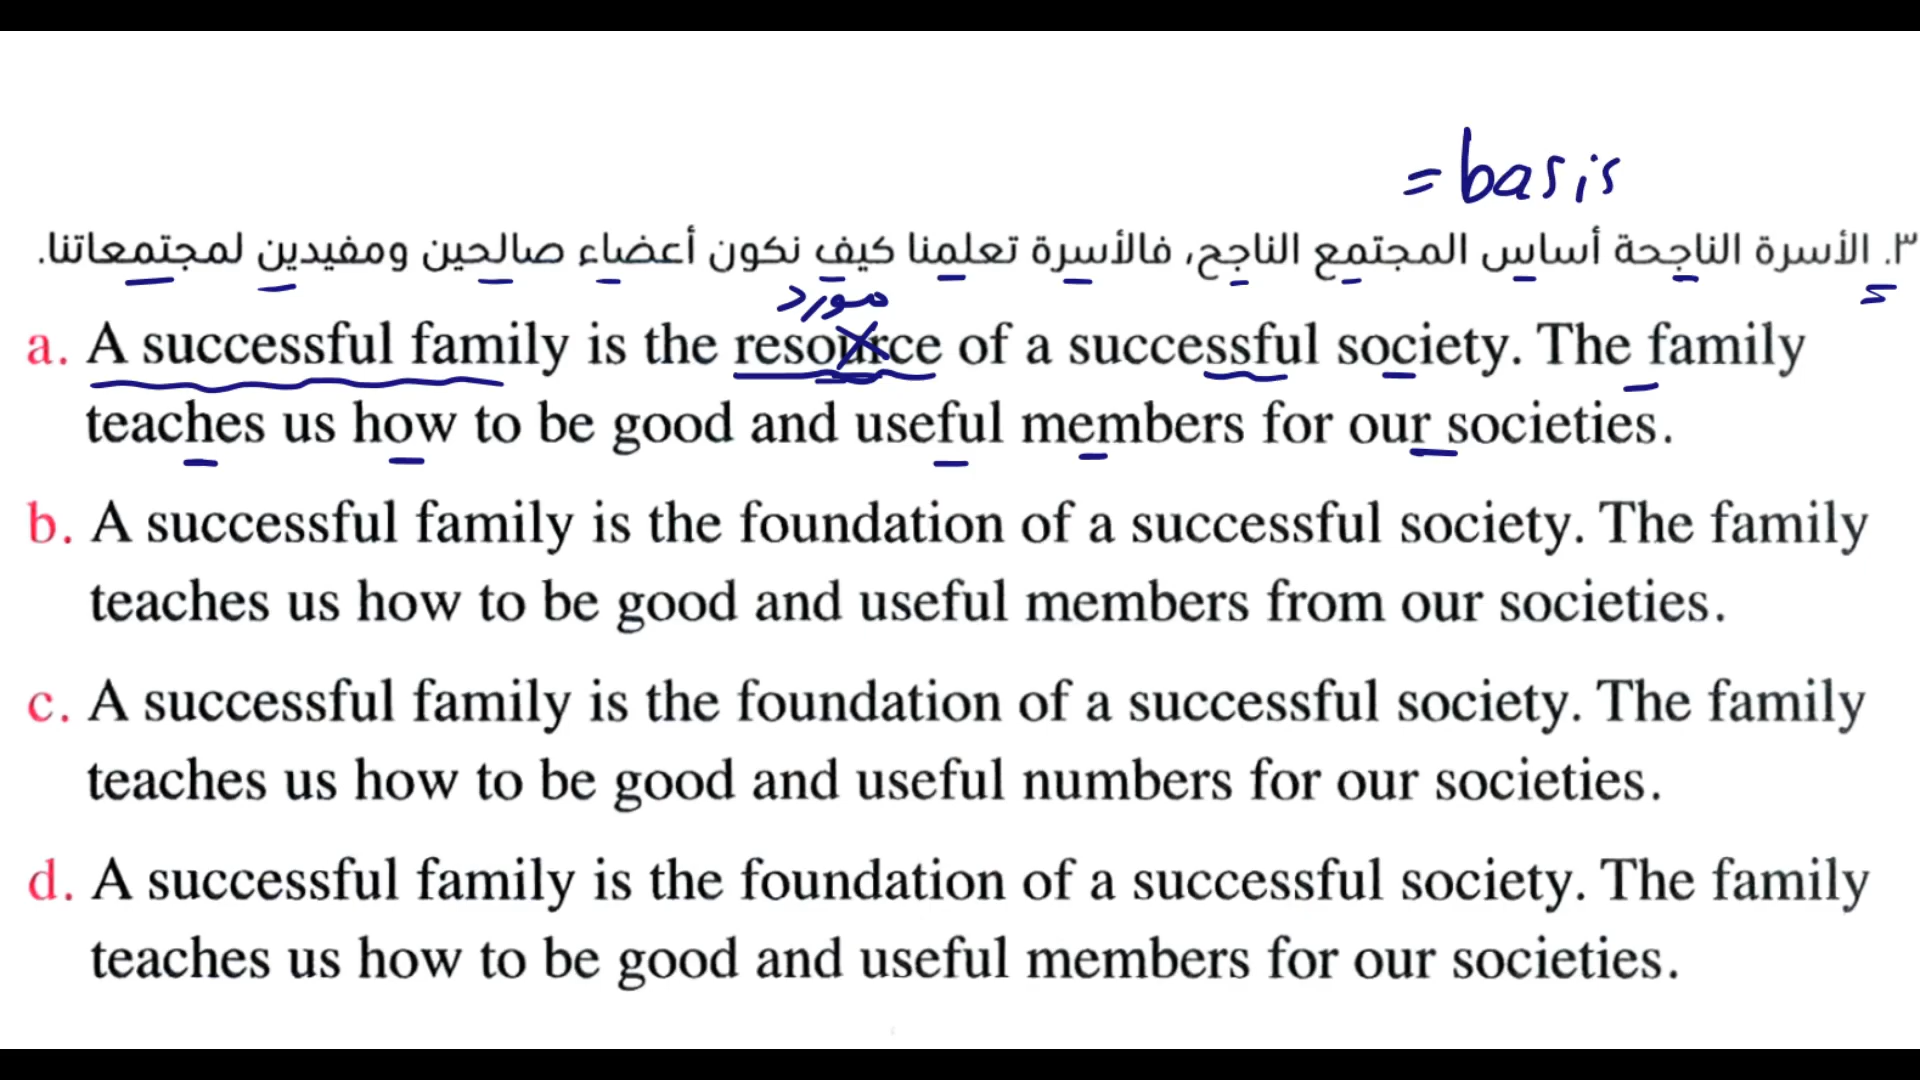 = basis
٣. الأسرة الناجحة أساس المجتمع الناجح، فالأسرة تعلمنا كيف نكون أعضاء صالحين ومفيدين لمجتمعاتنا.
مورد
a. A successful family is the resource of a successful society. The family
teaches us how to be good and useful members for our societies.
b. A successful family is the foundation of a successful society. The family
teaches us how to be good and useful members from our societies.
c. A successful family is the foundation of a successful society. The family
teaches us how to be good and useful numbers for our societies.
d. A successful family is the foundation of a successful society. The family
teaches us how to be good and useful members for our societies.